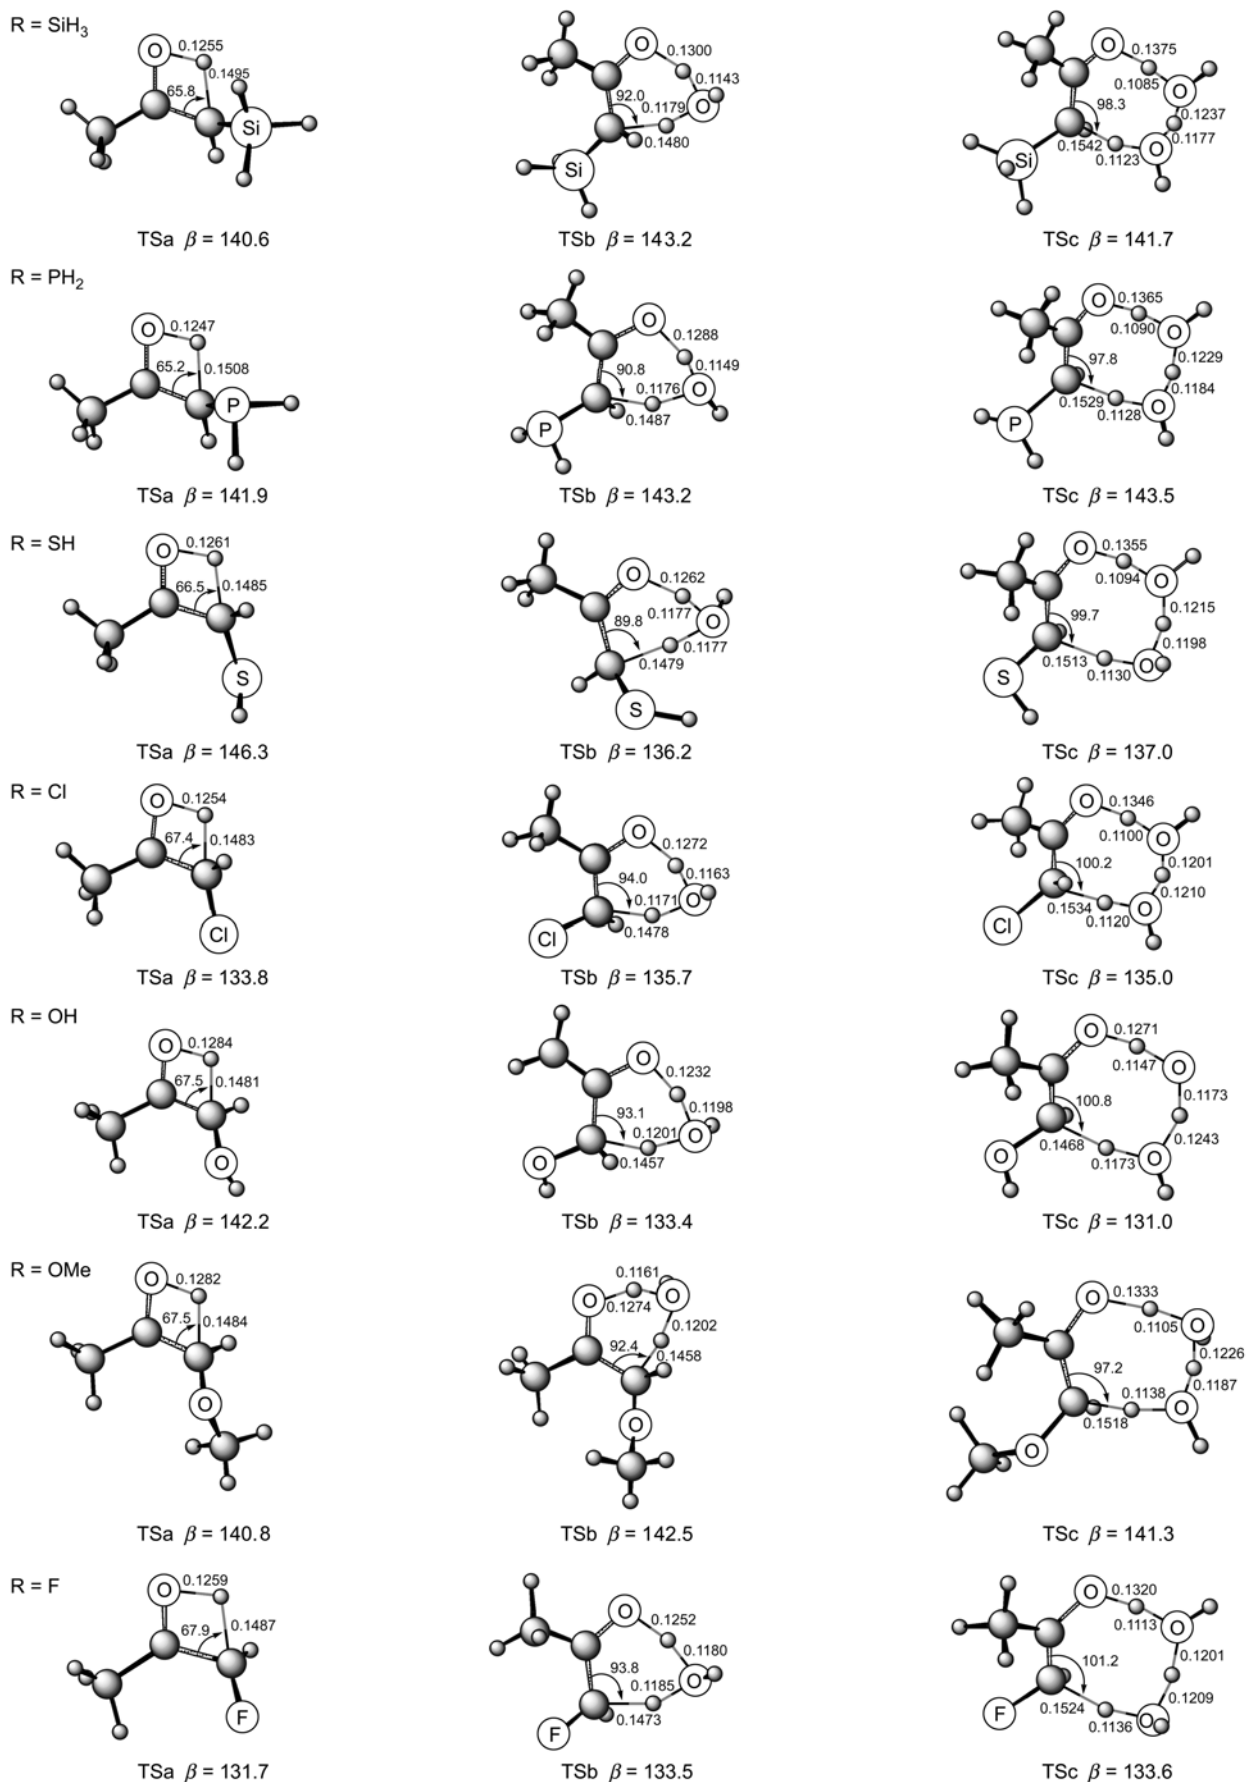 R = SiH3
O 0.1255 0.1495 65.8 Si
O 0.1300 0.1143 92.0 0.1179 O 0.1480 Si
O 0.1375 0.1085 O 98.3 0.1237 0.1177 0.1542 0.1123 O Si
TSa β = 140.6 TSb β = 143.2 TSc β = 141.7
R = PH2
O 0.1247 65.2 0.1508 P
O 0.1288 0.1149 90.8 0.1176 O 0.1487 P
O 0.1365 0.1090 O 97.8 0.1229 0.1184 0.1529 0.1128 O P
TSa β = 141.9 TSb β = 143.2 TSc β = 143.5
R = SH
O 0.1261 66.5 0.1485 S
O 0.1262 0.1177 O 89.8 0.1177 0.1479 S
O 0.1355 0.1094 O 99.7 0.1215 0.1198 0.1513 0.1130 O S
TSa β = 146.3 TSb β = 136.2 TSc β = 137.0
R = Cl
O 0.1254 67.4 0.1483 Cl
O 0.1272 0.1163 94.0 0.1171 O 0.1478 Cl
O 0.1346 0.1100 O 100.2 0.1201 0.1210 0.1534 0.1120 O Cl
TSa β = 133.8 TSb β = 135.7 TSc β = 135.0
R = OH
O 0.1284 67.5 0.1481 O
O 0.1232 0.1198 93.1 0.1201 O 0.1457 O
O 0.1271 0.1147 O 100.8 0.1173 0.1243 0.1468 0.1173 O O
TSa β = 142.2 TSb β = 133.4 TSc β = 131.0
R = OMe
O 0.1282 67.5 0.1484 O
O 0.1161 0.1274 O 0.1202 92.4 0.1458 O
O 0.1333 0.1105 O 97.2 0.1226 0.1187 0.1138 0.1518 O O
TSa β = 140.8 TSb β = 142.5 TSc β = 141.3
R = F
O 0.1259 67.9 0.1487 F
O 0.1252 0.1180 93.8 0.1185 O 0.1473 F
O 0.1320 0.1113 O 101.2 0.1201 0.1209 0.1524 0.1136 O F
TSa β = 131.7 TSb β = 133.5 TSc β = 133.6